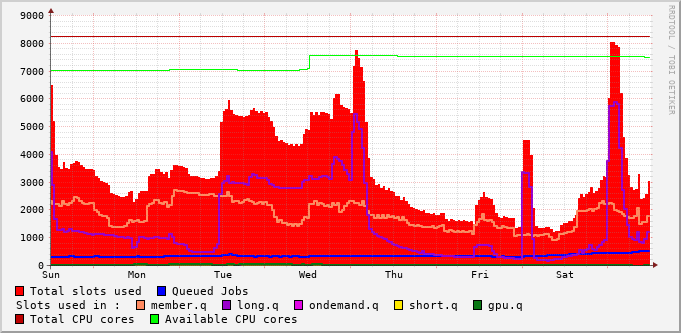 RRDTOOL / TOBI OETIKER
9000
8000
7000
6000
5000
4000
3000
2000
1000
0
Sun Mon Tue Wed Thu Fri Sat
Total slots used Queued Jobs
Slots used in : member.q long.q ondemand.q short.q gpu.q
Total CPU cores Available CPU cores